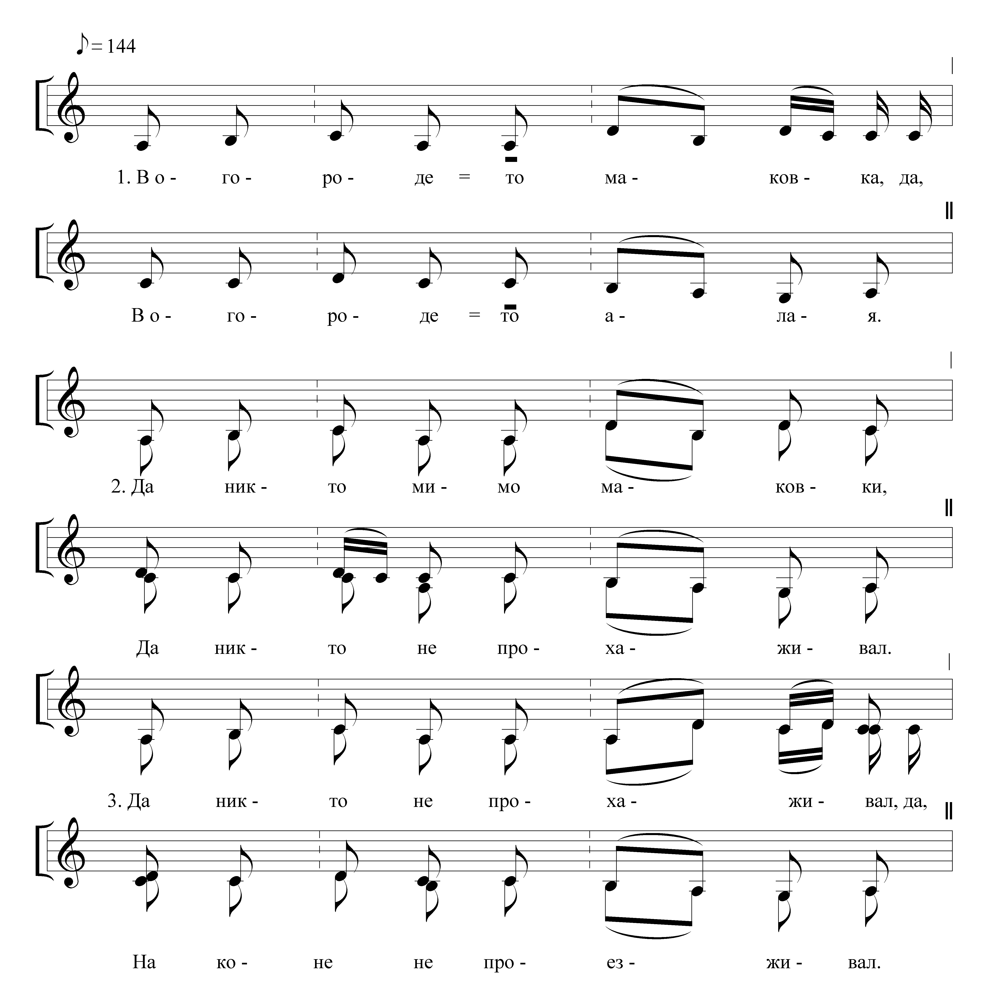 ♪= 144
1. В о - го - ро - де = то ма - ков - ка, да,
В о - го - ро - де = то а - ла - я.
2. Да ник - то ми - мо ма - ков - ки,
Да ник - то не про - ха - жи - вал.
3. Да ник - то не про - ха - жи - вал, да,
На ко - не не про - ез - жи - вал.